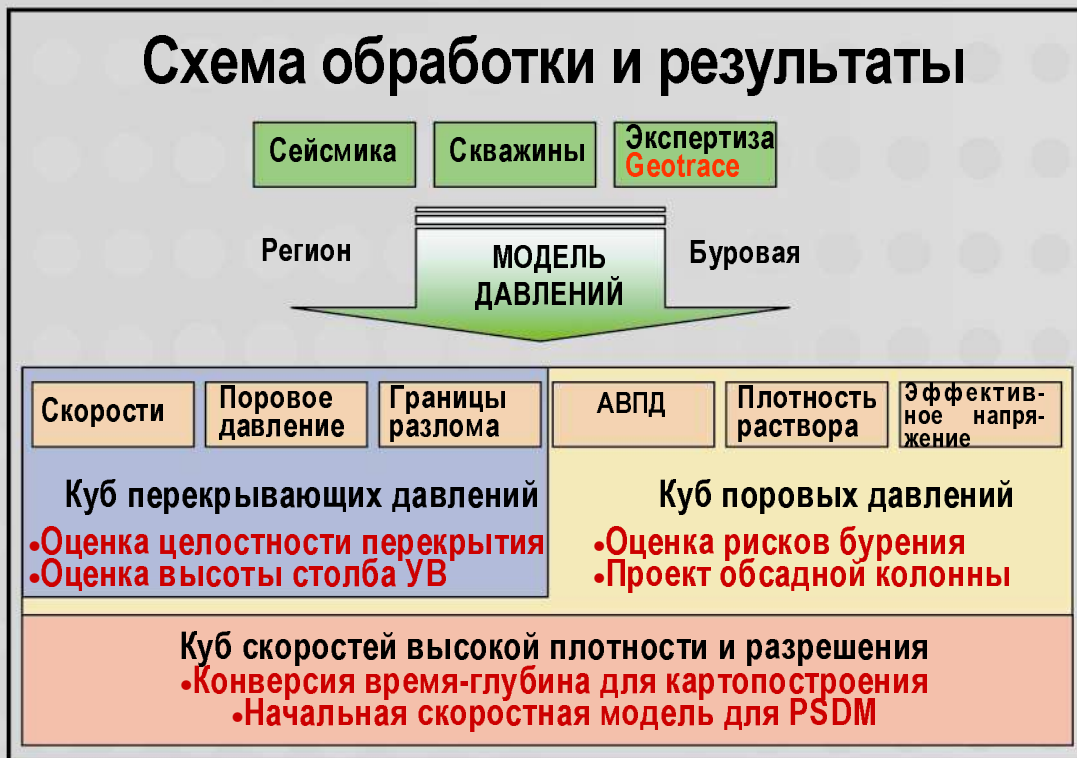 Схема обработки и результаты
Сейсмика
Скважины
Экспертиза
Geotrace
Регион
МОДЕЛЬ
ДАВЛЕНИЙ
Буровая
Скорости
Поровое
давление
Границы
разлома
АВПД
Плотность
раствора
Эффектив-
ное напря-
жение
Куб перекрывающих давлений
•Оценка целостности перекрытия
•Оценка высоты столба УВ
Куб поровых давлений
•Оценка рисков бурения
•Проект обсадной колонны
Куб скоростей высокой плотности и разрешения
•Конверсия время-глубина для картопостроения
•Начальная скоростная модель для PSDM